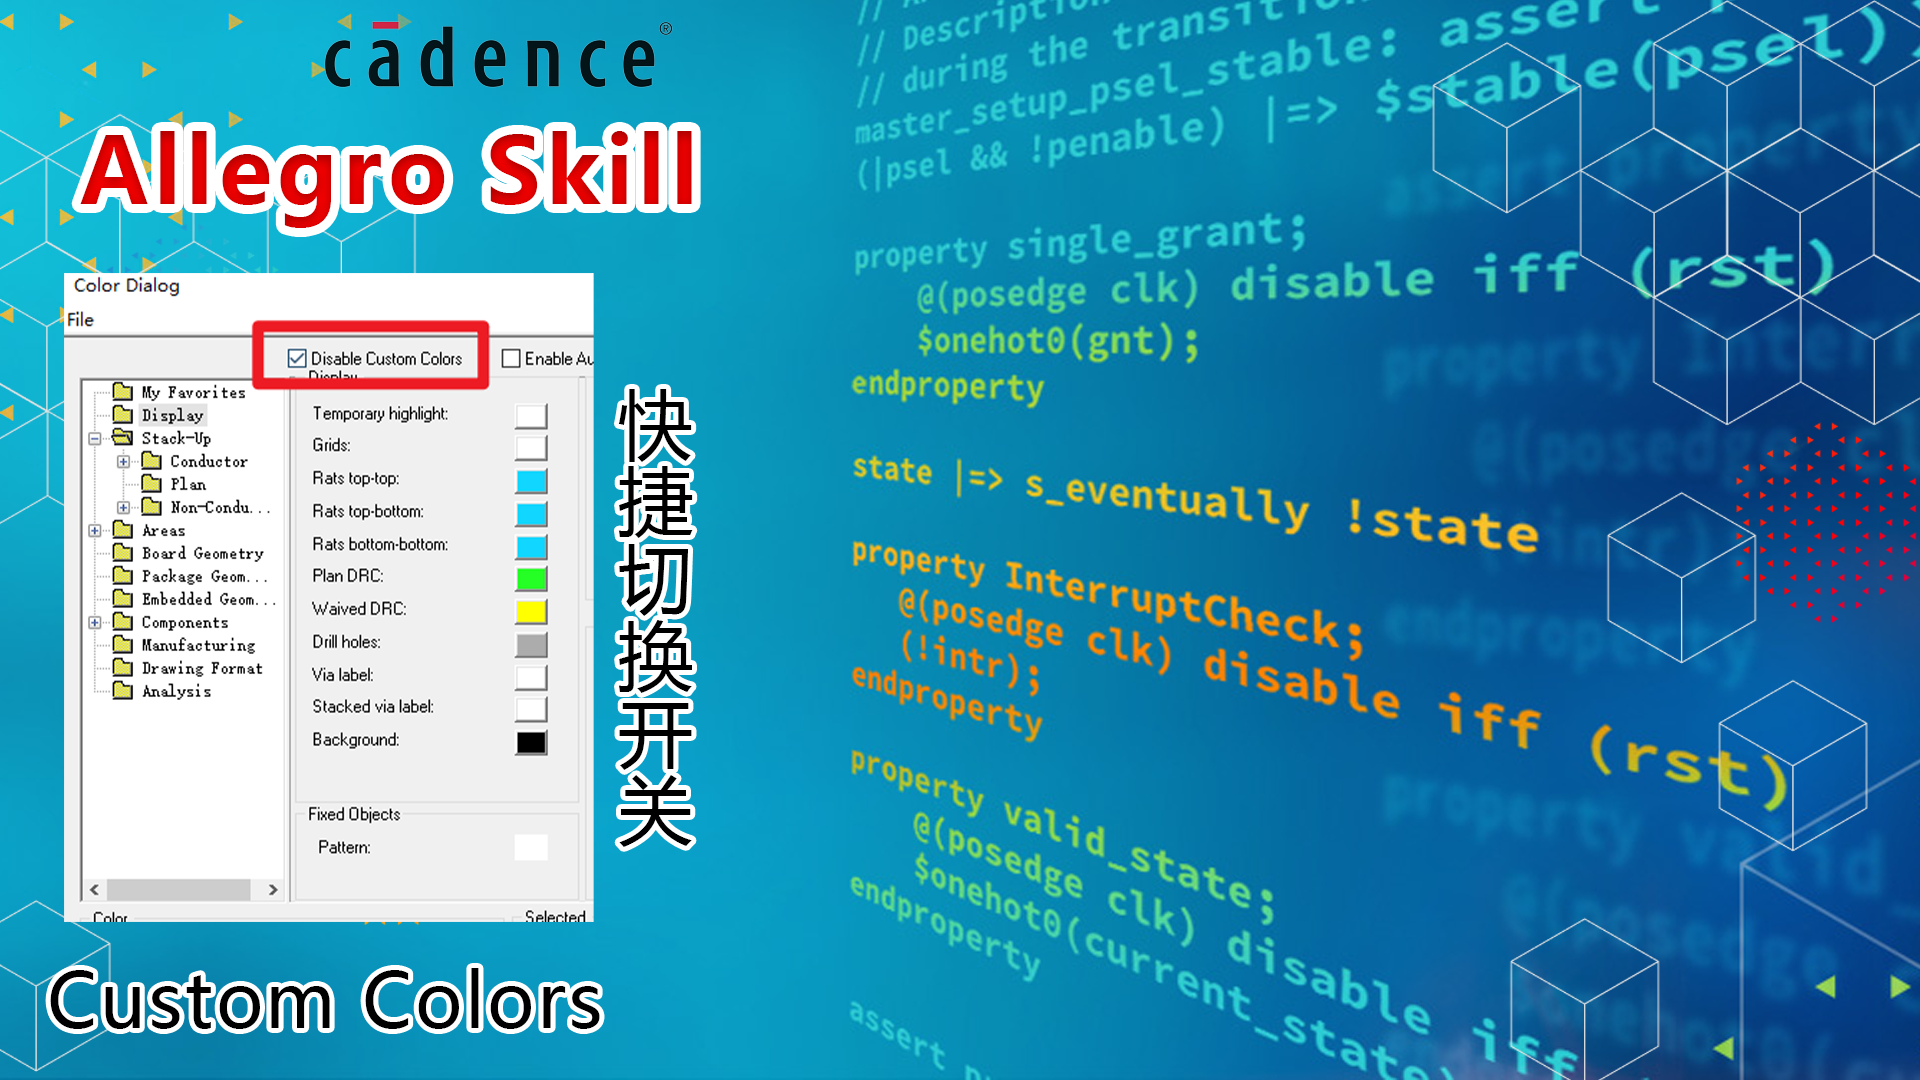 cadence®
Allegro Skill
Color Dialog
File
Disable Custom Colors
Enable Au
Display
My Favorites
Display
Stack-Up
Conductor
Plan
Non-Condu...
Areas
Board Geometry
Package Geom...
Embedded Geom...
Components
Manufacturing
Drawing Format
Analysis
Temporary highlight:
Grids:
Rats top-top:
Rats top-bottom:
Rats bottom-bottom:
Plan DRC:
Waived DRC:
Drill holes:
Via label:
Stacked via label:
Background:
Fixed Objects
Pattern:
Color
Selected
快捷切换开关
Custom Colors
// Description
// during the transition
master_setup_psel_stable: assert
(|psel && !penable) |=> $stable(psel)
property single_grant;
@(posedge clk) disable iff (rst)
$onehot0(gnt);
endproperty
state |=> s_eventually !state
property InterruptCheck;
@(posedge clk) disable iff (rst)
(!intr);
endproperty
property valid_state;
@(posedge clk) disable iff
$onehot0(current_state)
endproperty
assert